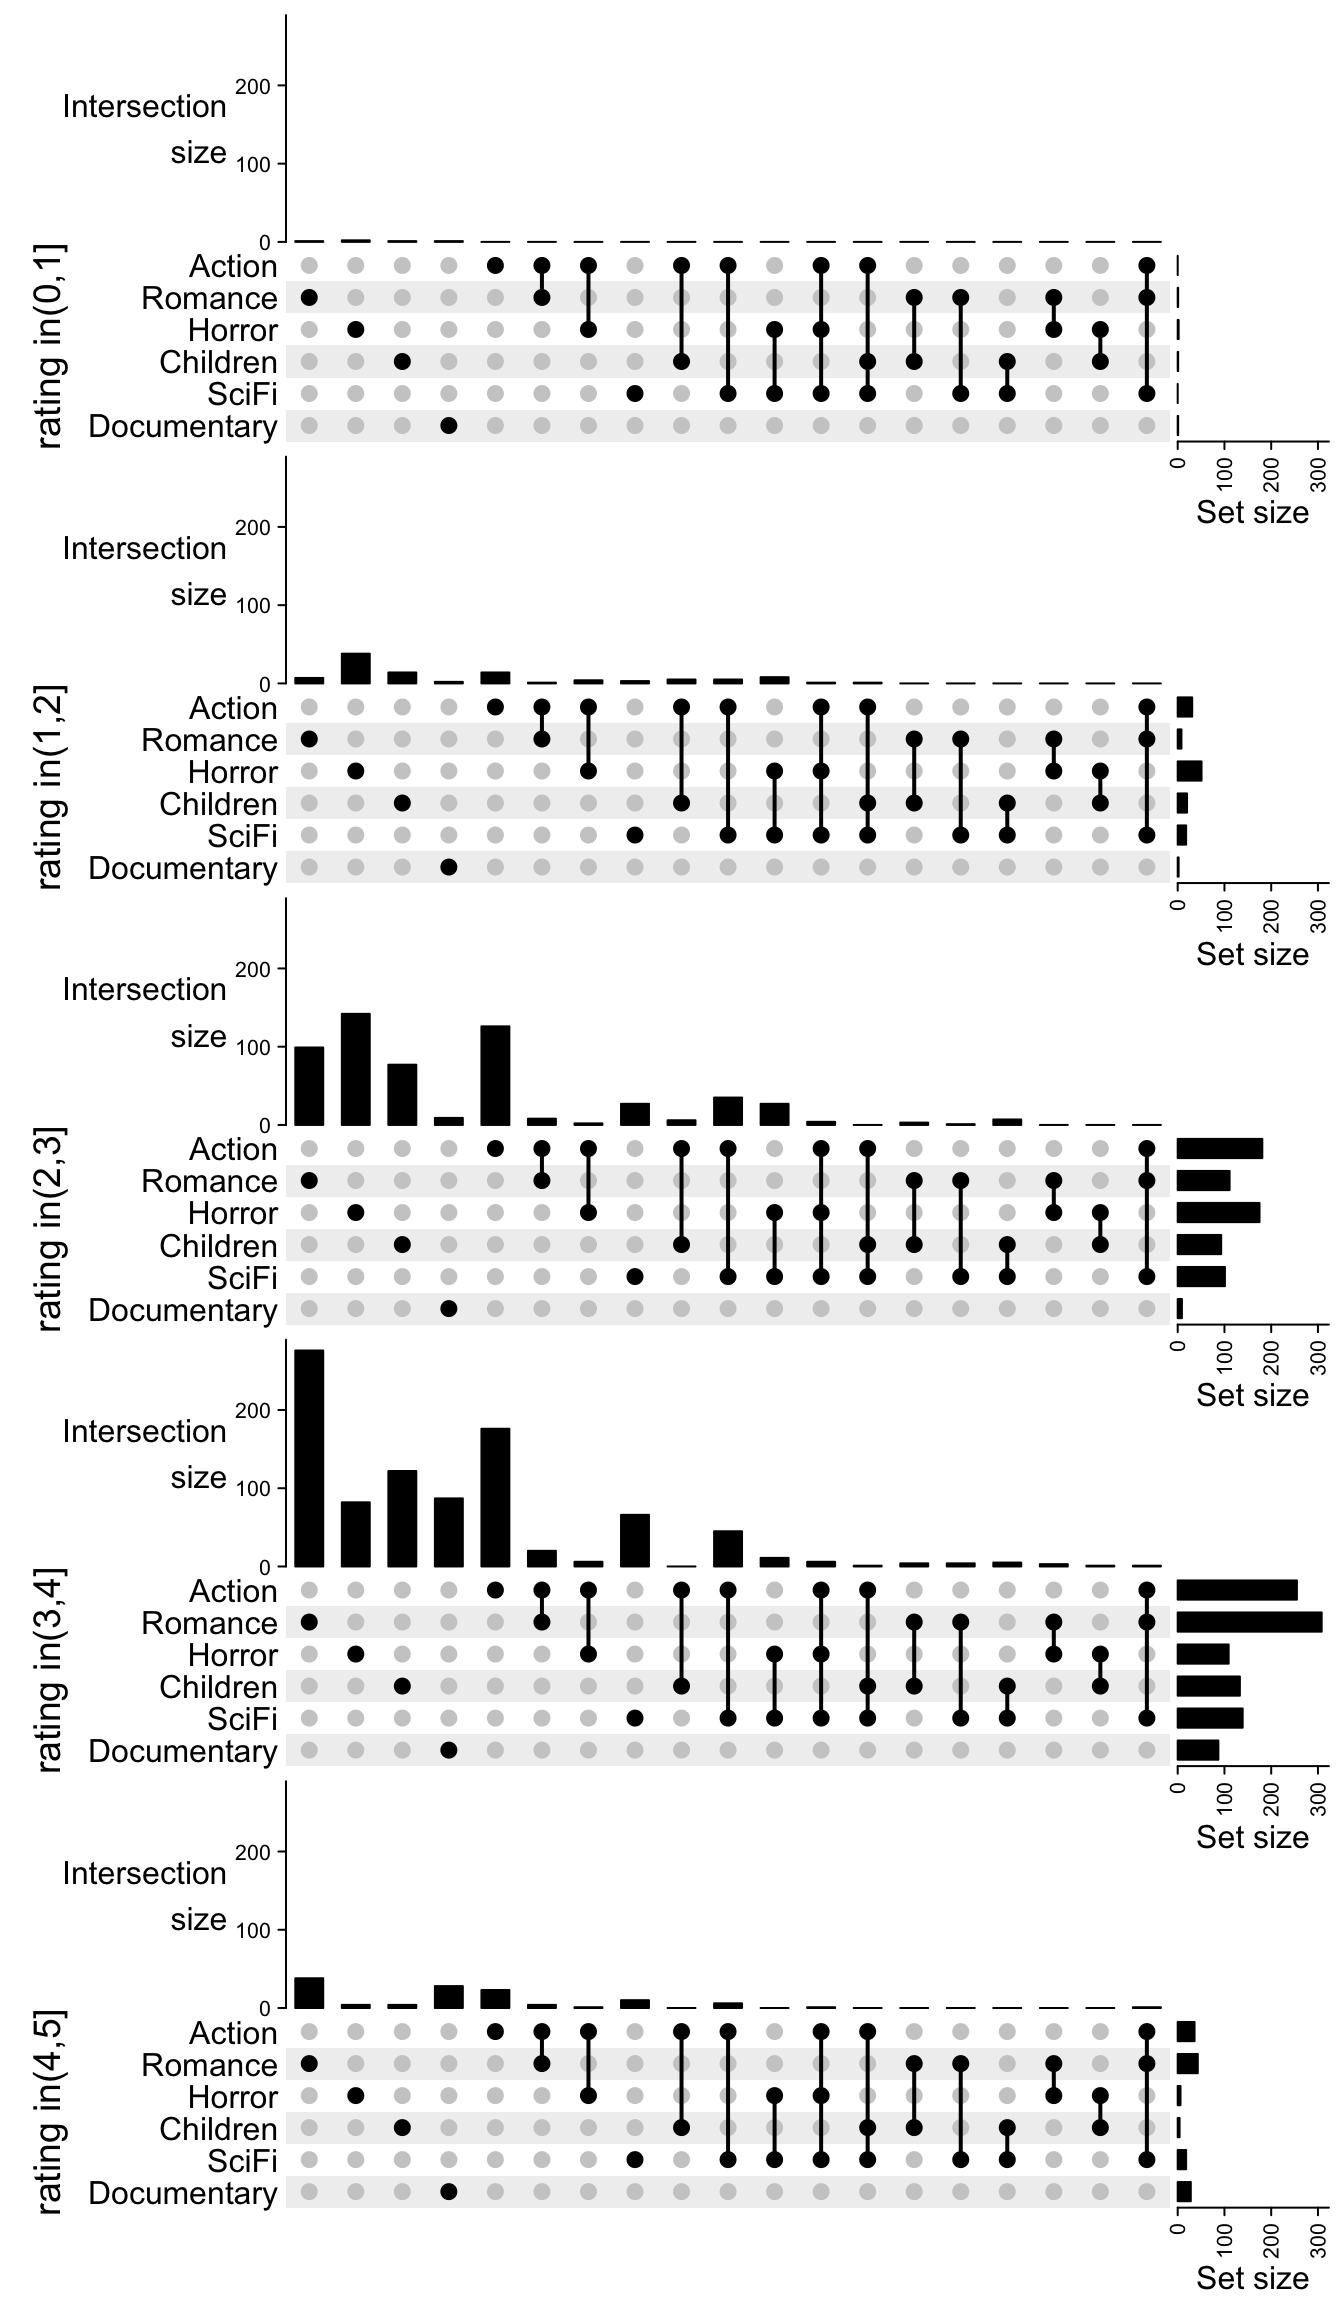 200
Intersection
size
100
0
rating in(0,1]
Action
Romance
Horror
Children
SciFi
Documentary
0
100
200
300
Set size
200
Intersection
size
100
0
rating in(1,2]
Action
Romance
Horror
Children
SciFi
Documentary
0
100
200
300
Set size
200
Intersection
size
100
0
rating in(2,3]
Action
Romance
Horror
Children
SciFi
Documentary
0
100
200
300
Set size
200
Intersection
size
100
0
rating in(3,4]
Action
Romance
Horror
Children
SciFi
Documentary
0
100
200
300
Set size
200
Intersection
size
100
0
rating in(4,5]
Action
Romance
Horror
Children
SciFi
Documentary
0
100
200
300
Set size